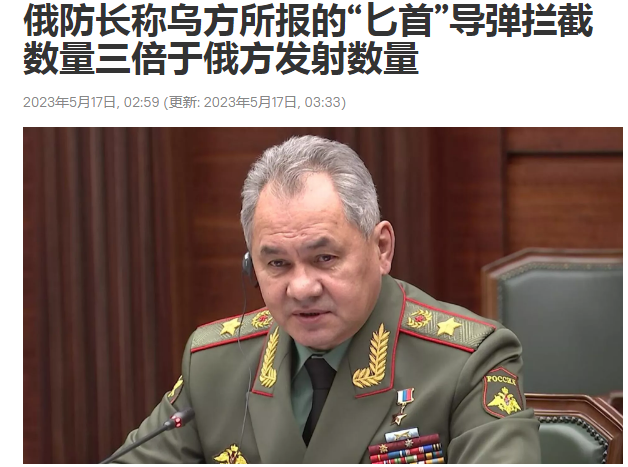 俄防长称乌方所报的“匕首”导弹拦截
数量三倍于俄方发射数量
2023年5月17日, 02:59 (更新: 2023年5月17日, 03:33)
РОССИЯ